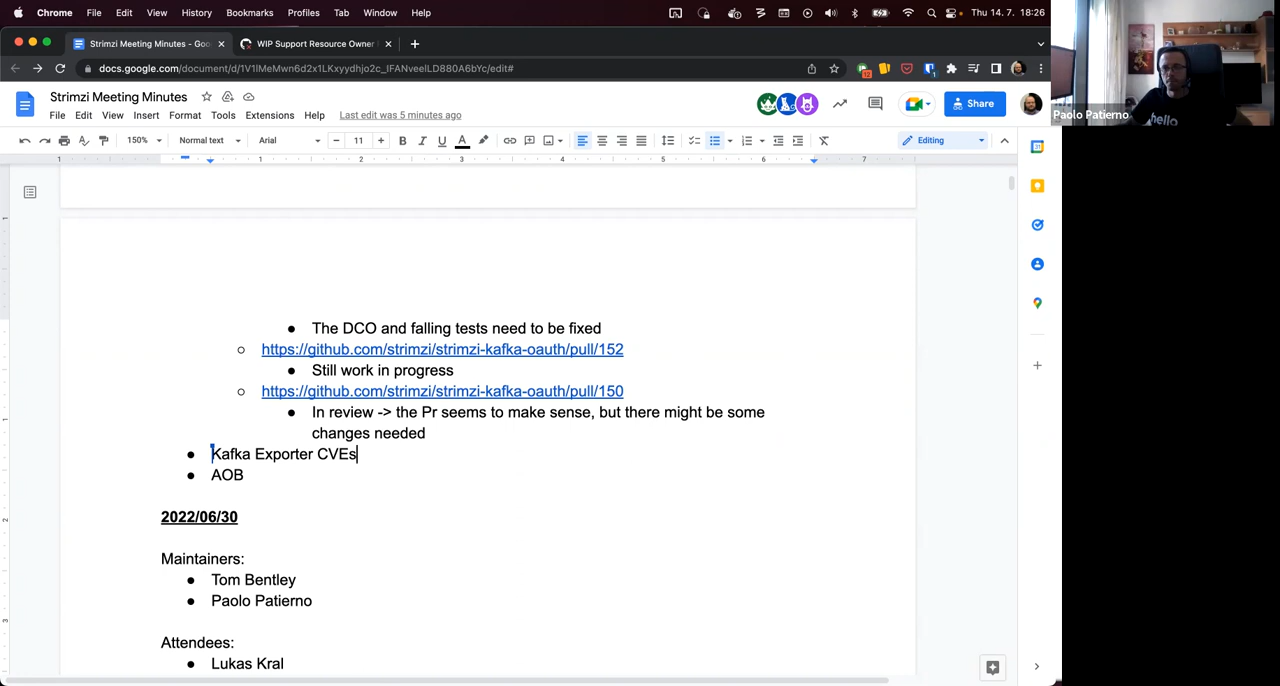 Chrome File Edit View History Bookmarks Profiles Tab Window Help Thu 14. 7. 18:26
Strimzi Meeting Minutes - Goo WIP Support Resource Owner
docs.google.com/document/d/1V1lMeMwn6d2x1LKxyydhjo2c_IFANveelLD880A6bYc/edit#
Strimzi Meeting Minutes
File Edit View Insert Format Tools Extensions Help Last edit was 5 minutes ago
Share
150% Normal text Arial 11 Editing
Paolo Patierno
hello
The DCO and falling tests need to be fixed
https://github.com/strimzi/strimzi-kafka-oauth/pull/152
Still work in progress
https://github.com/strimzi/strimzi-kafka-oauth/pull/150
In review -> the Pr seems to make sense, but there might be some
changes needed
Kafka Exporter CVEs
AOB
2022/06/30
Maintainers:
Tom Bentley
Paolo Patierno
Attendees:
Lukas Kral